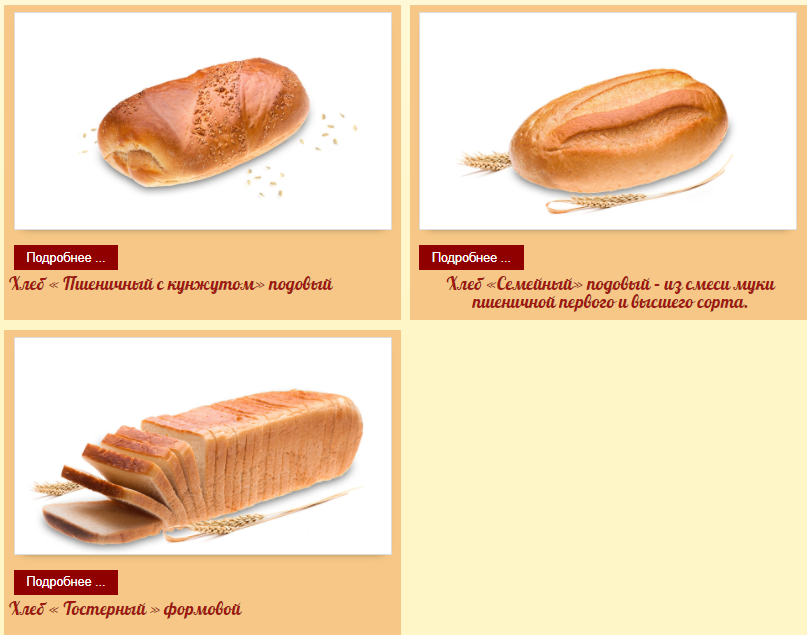 Подробнее ...
Хлеб « Пшеничный с кунжутом» подовый
Подробнее ...
Хлеб «Семейный» подовый - из смеси муки
пшеничной первого и высшего сорта.
Подробнее ...
Хлеб « Тостерный » формовой